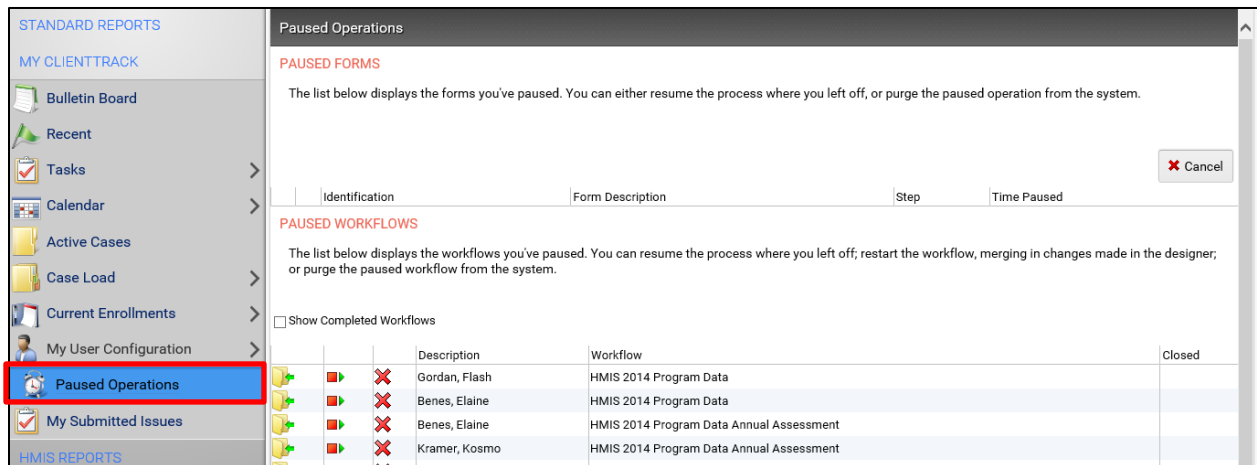 STANDARD REPORTS
MY CLIENTTRACK
Bulletin Board
Recent
Tasks
Calendar
Active Cases
Case Load
Current Enrollments
My User Configuration
Paused Operations
My Submitted Issues
HMIS REPORTS
Paused Operations
PAUSED FORMS
The list below displays the forms you've paused. You can either resume the process where you left off, or purge the paused operation from the system.
Cancel
Identification Form Description Step Time Paused
PAUSED WORKFLOWS
The list below displays the workflows you've paused. You can resume the process where you left off; restart the workflow, merging in changes made in the designer;
or purge the paused workflow from the system.
Show Completed Workflows
Description Workflow Closed
Gordan, Flash HMIS 2014 Program Data
Benes, Elaine HMIS 2014 Program Data
Benes, Elaine HMIS 2014 Program Data Annual Assessment
Kramer, Kosmo HMIS 2014 Program Data Annual Assessment